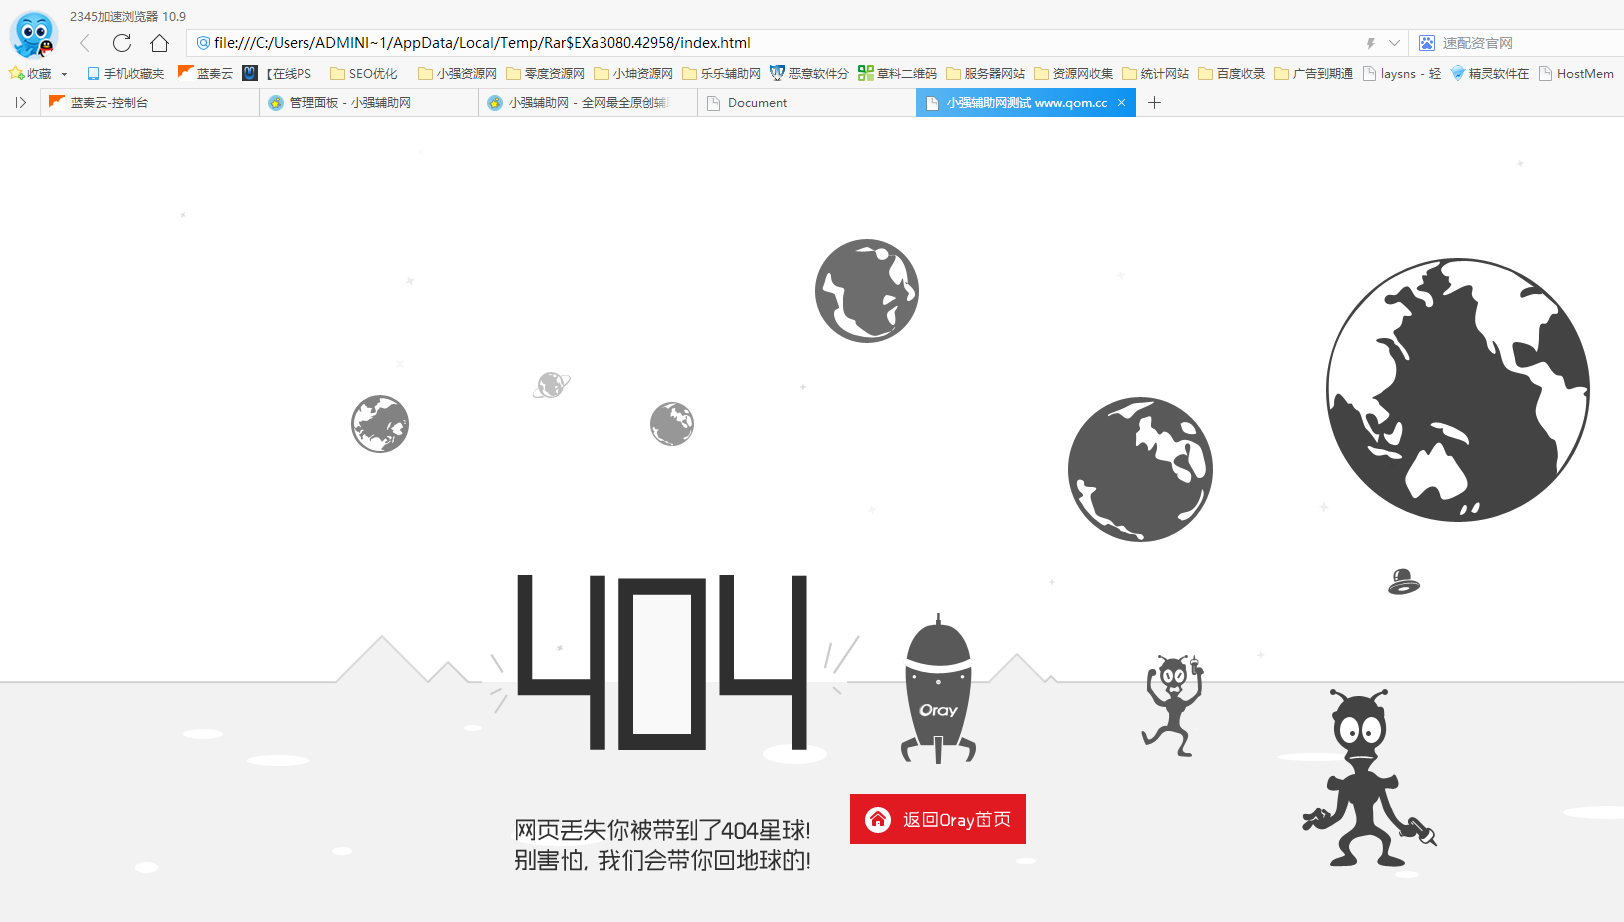 2345加速浏览器 10.9
file:///C:/Users/ADMINI~1/AppData/Local/Temp/Rar$EXa3080.42958/index.html
速配资官网
收藏 手机收藏夹 蓝奏云 【在线PS SEO优化 小强资源网 零度资源网 小坤资源网 乐乐辅助网 恶意软件分 草料二维码 服务器网站 资源网收集 统计网站 百度收录 广告到期通 laysns - 轻 精灵软件在 HostMem
蓝奏云-控制台 管理面板 - 小强辅助网 小强辅助网 - 全网最全原创辅 Document 小强辅助网测试 www.qom.cc
404
Oray
返回Oray首页
网页丢失你被带到了404星球!
别害怕, 我们会带你回地球的!